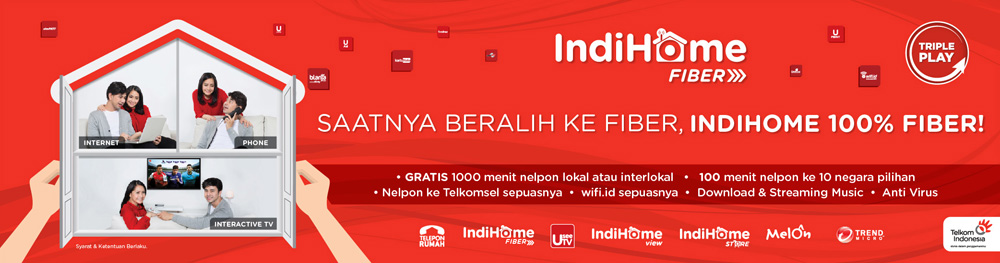 IndiHome
FIBER
TRIPLE
PLAY
SAATNYA BERALIH KE FIBER, INDIHOME 100% FIBER!
• GRATIS 1000 menit nelpon lokal atau interlokal • 100 menit nelpon ke 10 negara pilihan
• Nelpon ke Telkomsel sepuasnya • wifi.id sepuasnya • Download & Streaming Music • Anti Virus
INTERNET
PHONE
INTERACTIVE TV
Syarat & Ketentuan Berlaku.
TELEPON
RUMAH
IndiHome
FIBER
UseeTV
IndiHome
view
IndiHome
STORE
MelOn
TREND
MICRO
Telkom
Indonesia